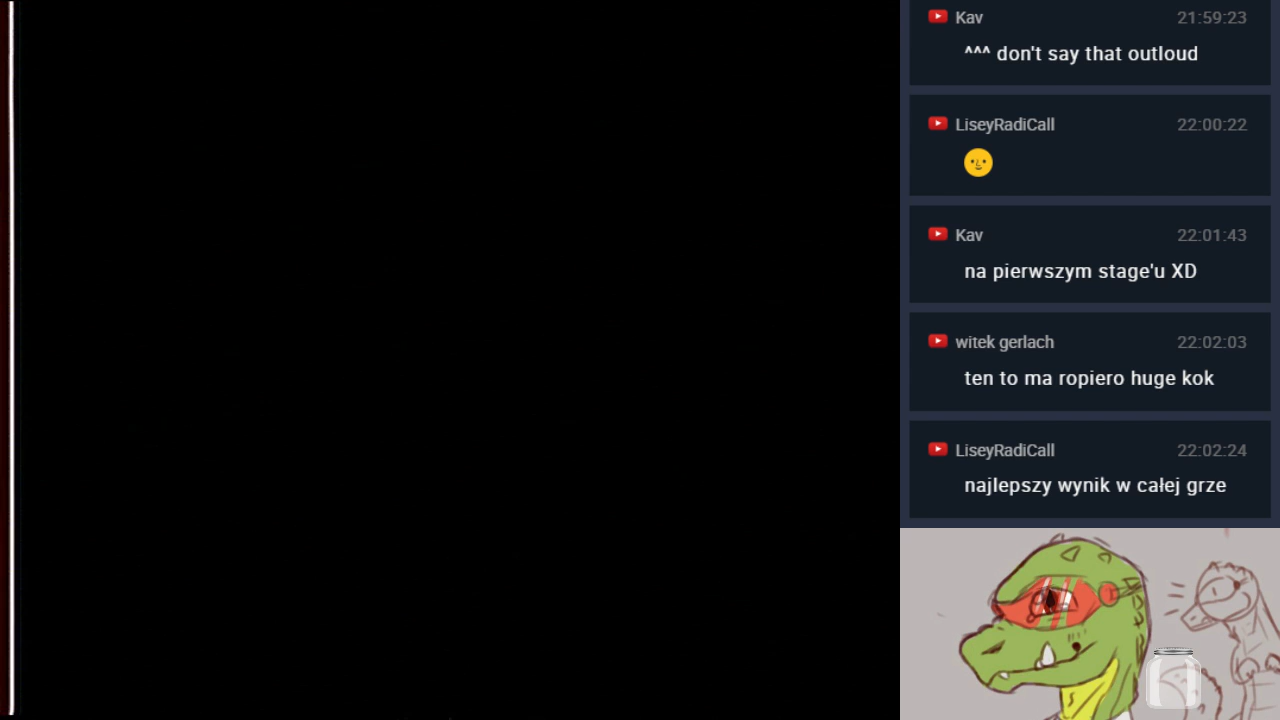 Kav 21:59:23
^^^ don't say that outloud
LiseyRadiCall 22:00:22
🌝
Kav 22:01:43
na pierwszym stage'u XD
witek gerlach 22:02:03
ten to ma ropiero huge kok
LiseyRadiCall 22:02:24
najlepszy wynik w całej grze